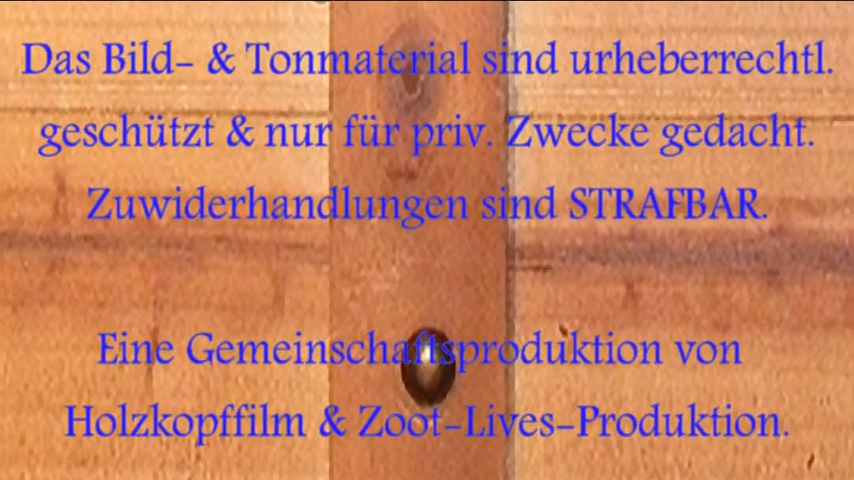 Das Bild- & Tonmaterial sind urheberrechtl.
geschützt & nur für priv. Zwecke gedacht.
Zuwiderhandlungen sind STRAFBAR.
Eine Gemeinschaftsproduktion von
Holzkopffilm & Zoot-Lives-Produktion.